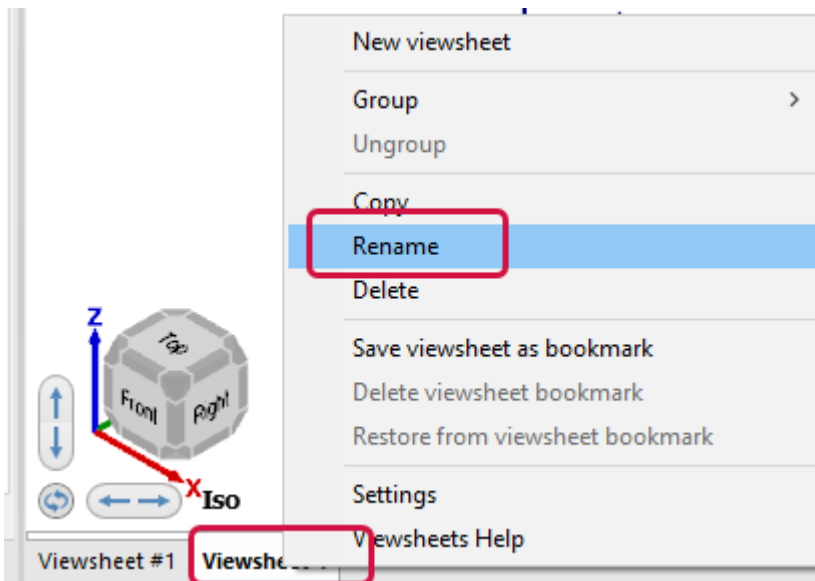 New viewsheet
Group
Ungroup
Copy
Rename
Delete
Save viewsheet as bookmark
Delete viewsheet bookmark
Restore from viewsheet bookmark
Settings
Viewsheets Help
Z
Top
Front
Right
X
Iso
Viewsheet #1